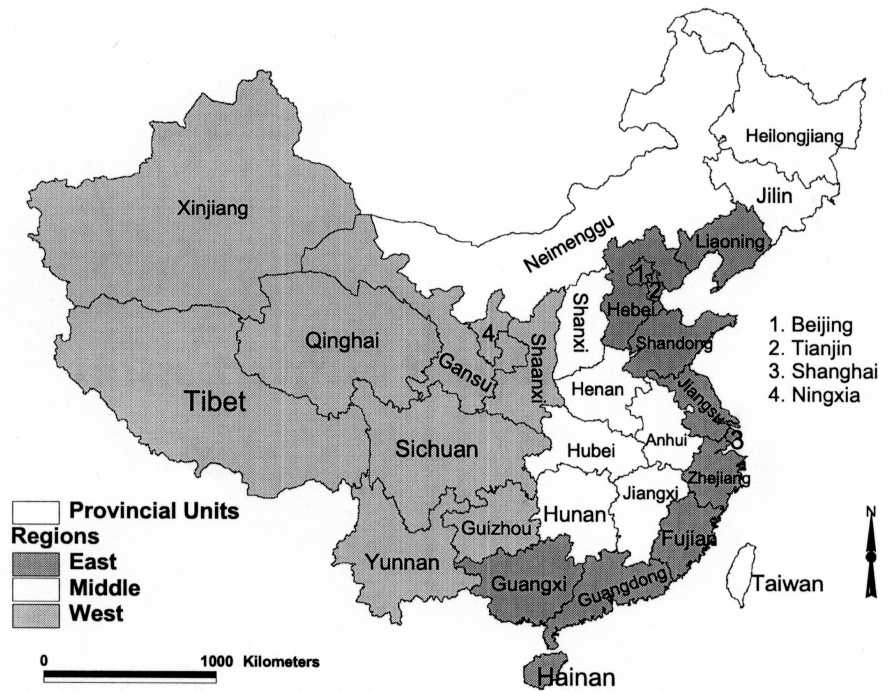 Heilongjiang
Jilin
Xinjiang
Neimenggu
Liaoning
1
2
Hebei
Shanxi
Shandong
4
Qinghai
Gansu
Shaanxi
1. Beijing
2. Tianjin
3. Shanghai
4. Ningxia
Tibet
Henan
Jiangsu
Sichuan
Hubei
Anhui
3
Zhejiang
Jiangxi
Hunan
Guizhou
Fujian
Yunnan
Guangxi
Guangdong
Taiwan
Hainan
N
Provincial Units
Regions
East
Middle
West
0 1000 Kilometers